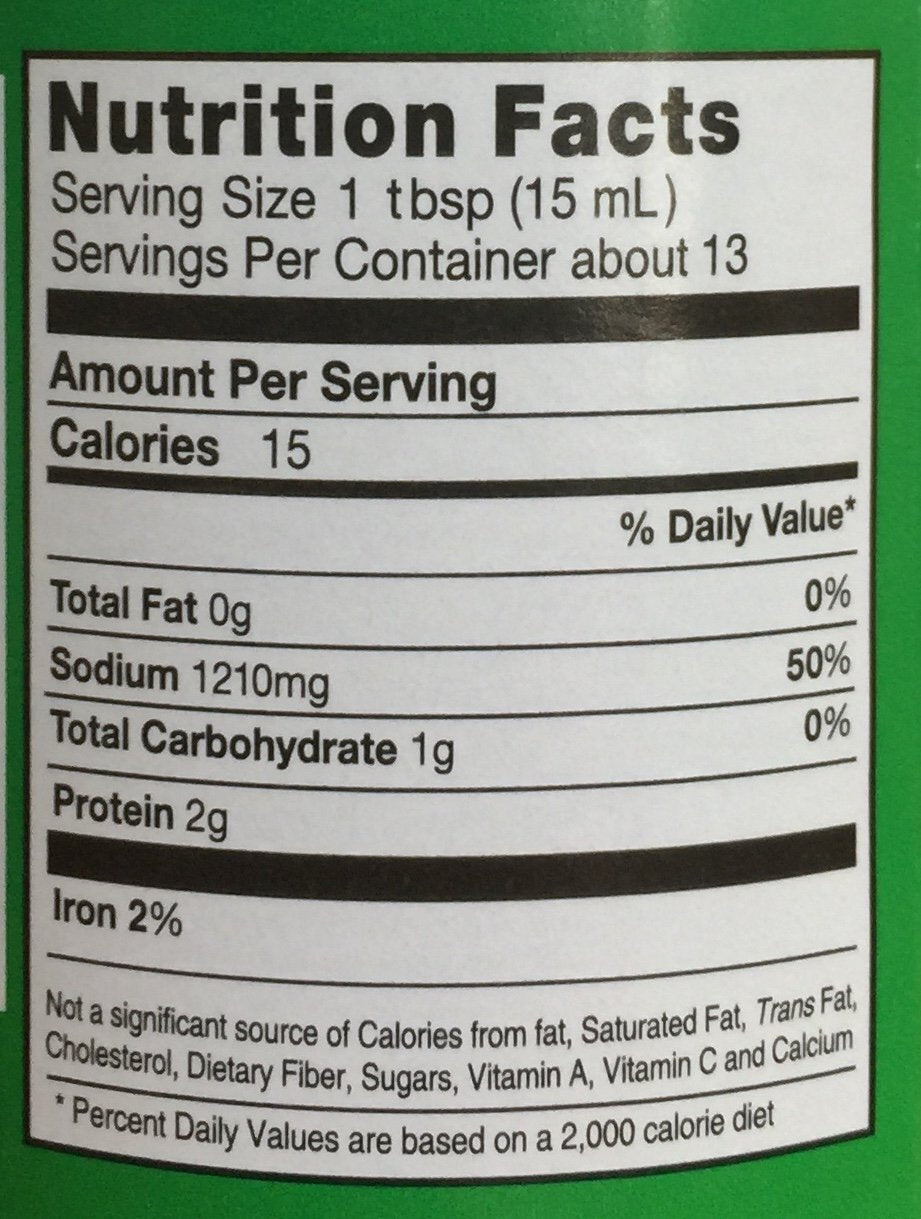 Nutrition Facts
Serving Size 1 tbsp (15 mL)
Servings Per Container about 13
Amount Per Serving
Calories 15
% Daily Value*
Total Fat 0g 0%
Sodium 1210mg 50%
Total Carbohydrate 1g 0%
Protein 2g
Iron 2%
Not a significant source of Calories from fat, Saturated Fat, Trans Fat,
Cholesterol, Dietary Fiber, Sugars, Vitamin A, Vitamin C and Calcium
* Percent Daily Values are based on a 2,000 calorie diet